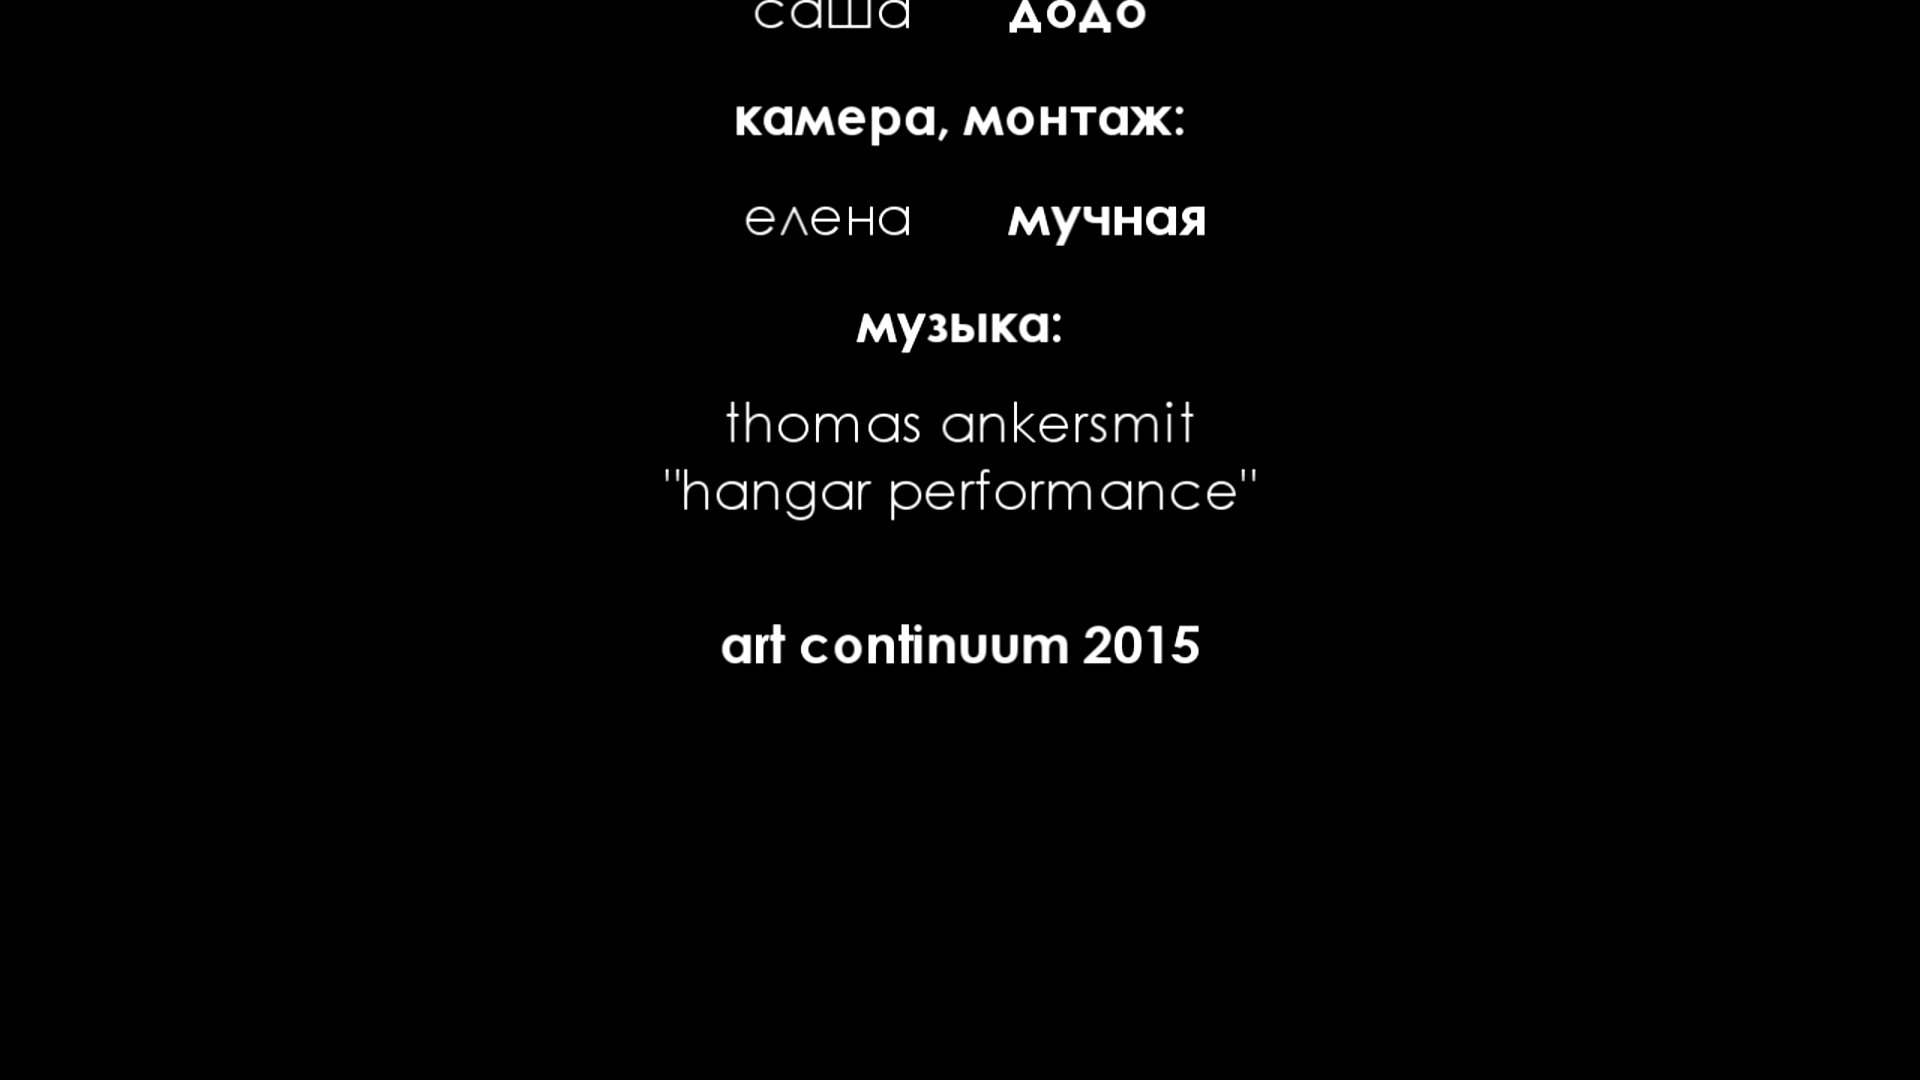 саша додо
камера, монтаж:
елена мучная
музыка:
thomas ankersmit
"hangar performance"
art continuum 2015